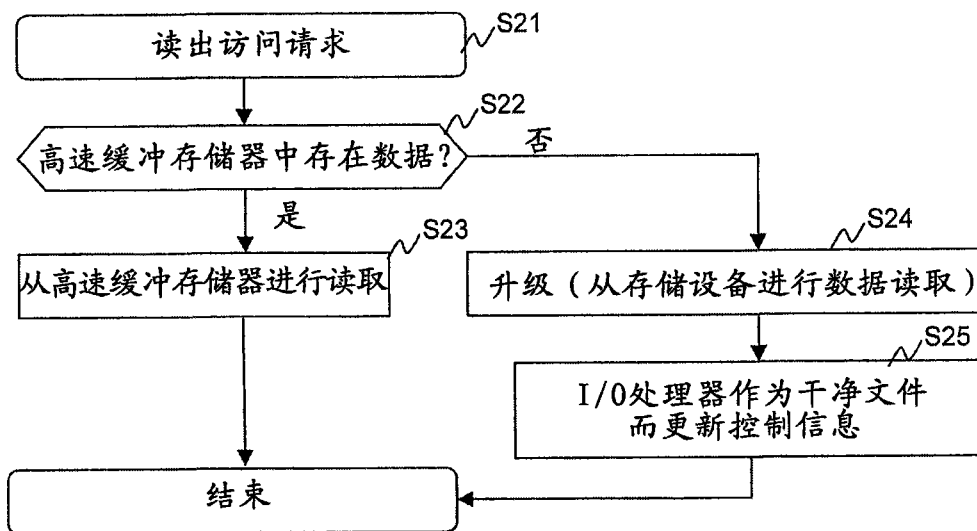 读出访问请求
S21
S22
高速缓冲存储器中存在数据?
否
是
S23
从高速缓冲存储器进行读取
S24
升级（从存储设备进行数据读取）
S25
I/O处理器作为干净文件
而更新控制信息
结束